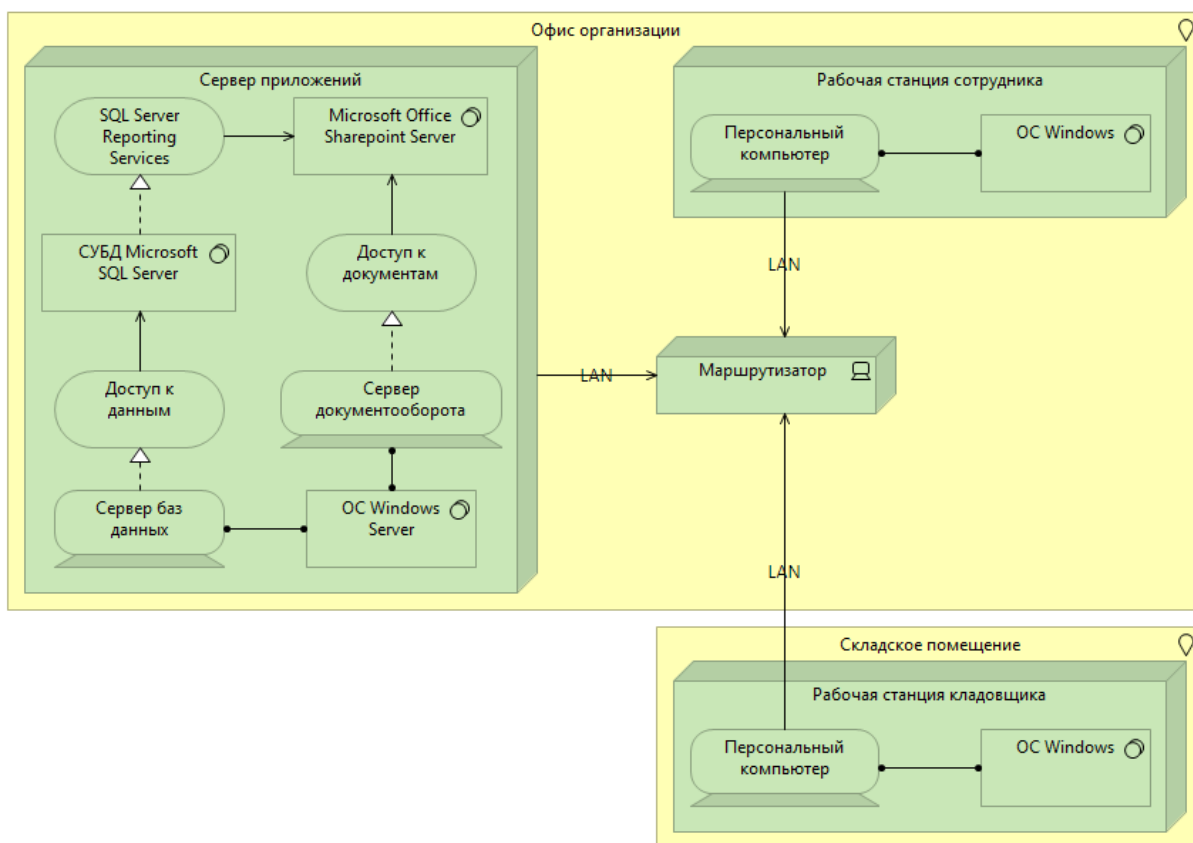 Офис организации
Сервер приложений
SQL Server
Reporting
Services
Microsoft Office
Sharepoint Server
СУБД Microsoft
SQL Server
Доступ к
документам
Доступ к
данным
Сервер
документооборота
Сервер баз
данных
ОС Windows
Server
LAN
Рабочая станция сотрудника
Персональный
компьютер
ОС Windows
LAN
Маршрутизатор
LAN
Складское помещение
Рабочая станция кладовщика
Персональный
компьютер
ОС Windows